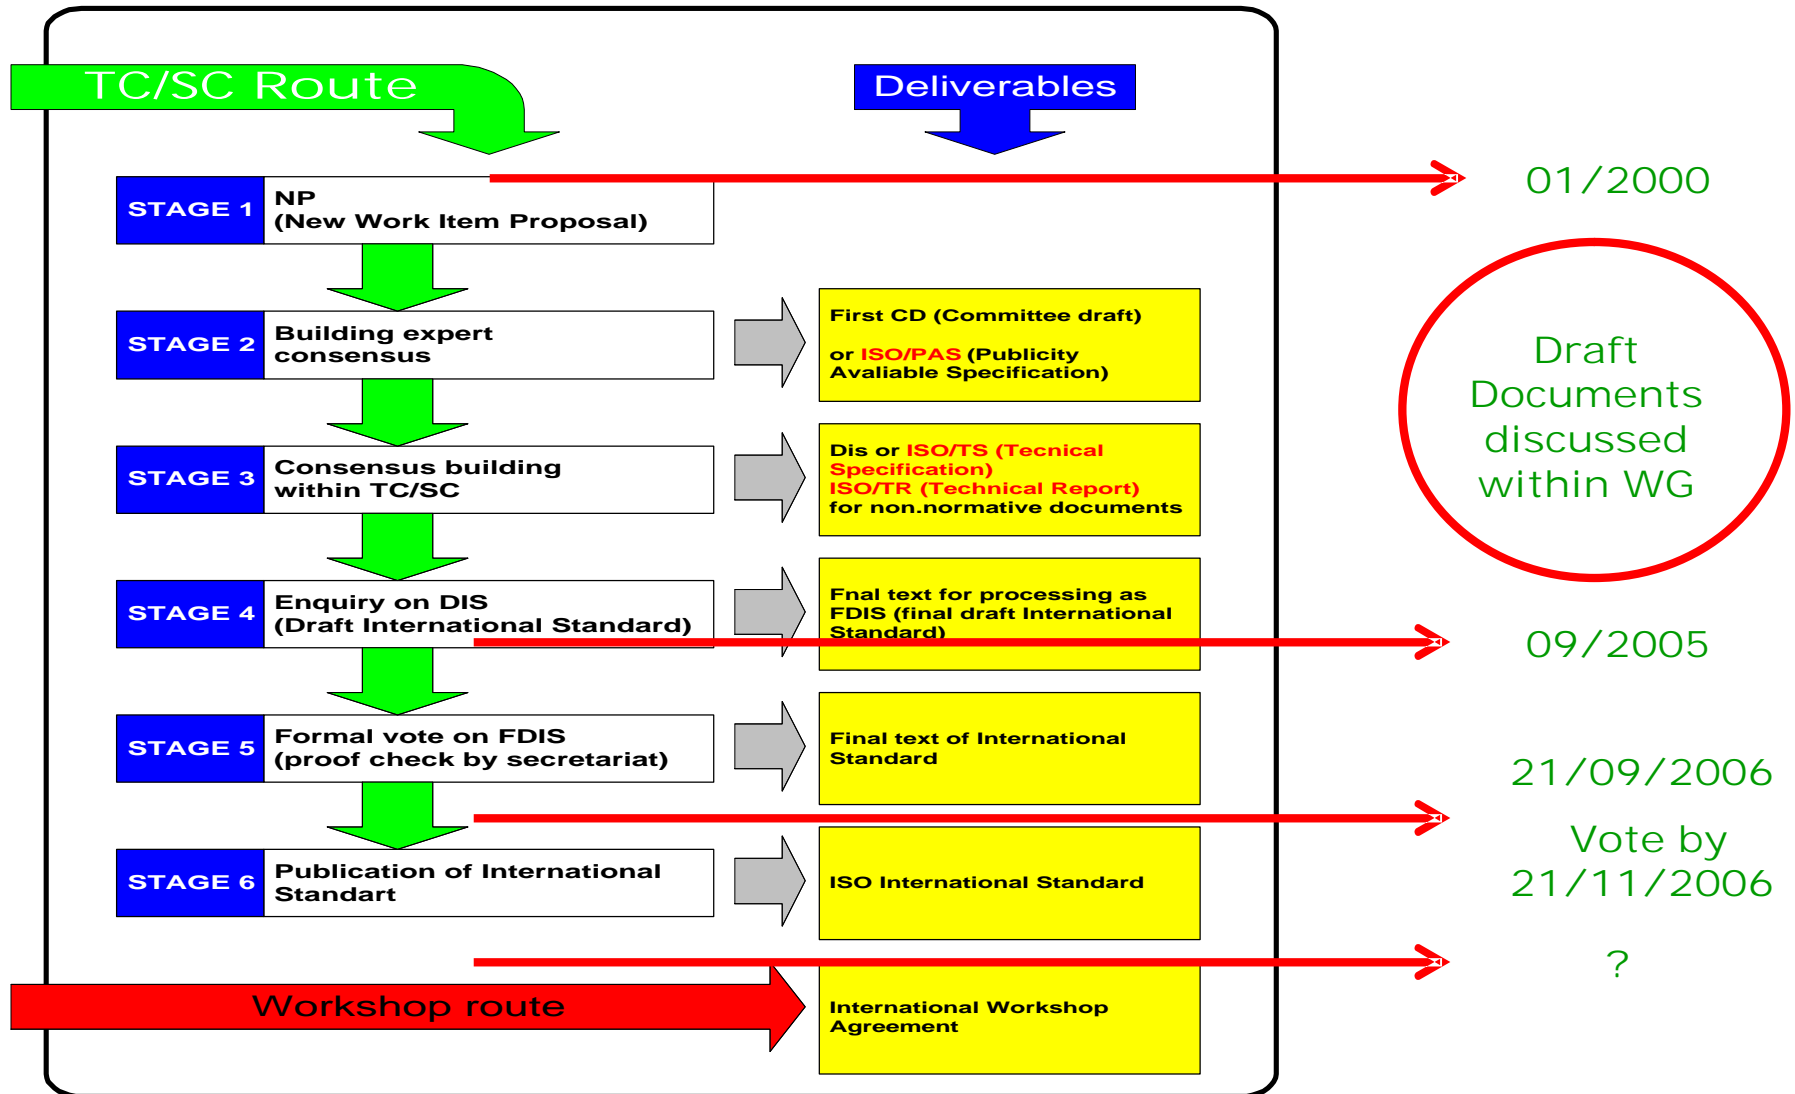 TC/SC Route
Deliverables
STAGE 1
NP
(New Work Item Proposal)
01/2000
STAGE 2
Building expert
consensus
First CD (Committee draft)
or ISO/PAS (Publicity
Avaliable Specification)
Draft
Documents
discussed
within WG
STAGE 3
Consensus building
within TC/SC
Dis or ISO/TS (Tecnical
Specification)
ISO/TR (Technical Report)
for non.normative documents
STAGE 4
Enquiry on DIS
(Draft International Standard)
Fnal text for processing as
FDIS (final draft International
Standard)
09/2005
STAGE 5
Formal vote on FDIS
(proof check by secretariat)
Final text of International
Standard
21/09/2006
Vote by
21/11/2006
STAGE 6
Publication of International
Standart
ISO International Standard
?
Workshop route
International Workshop
Agreement